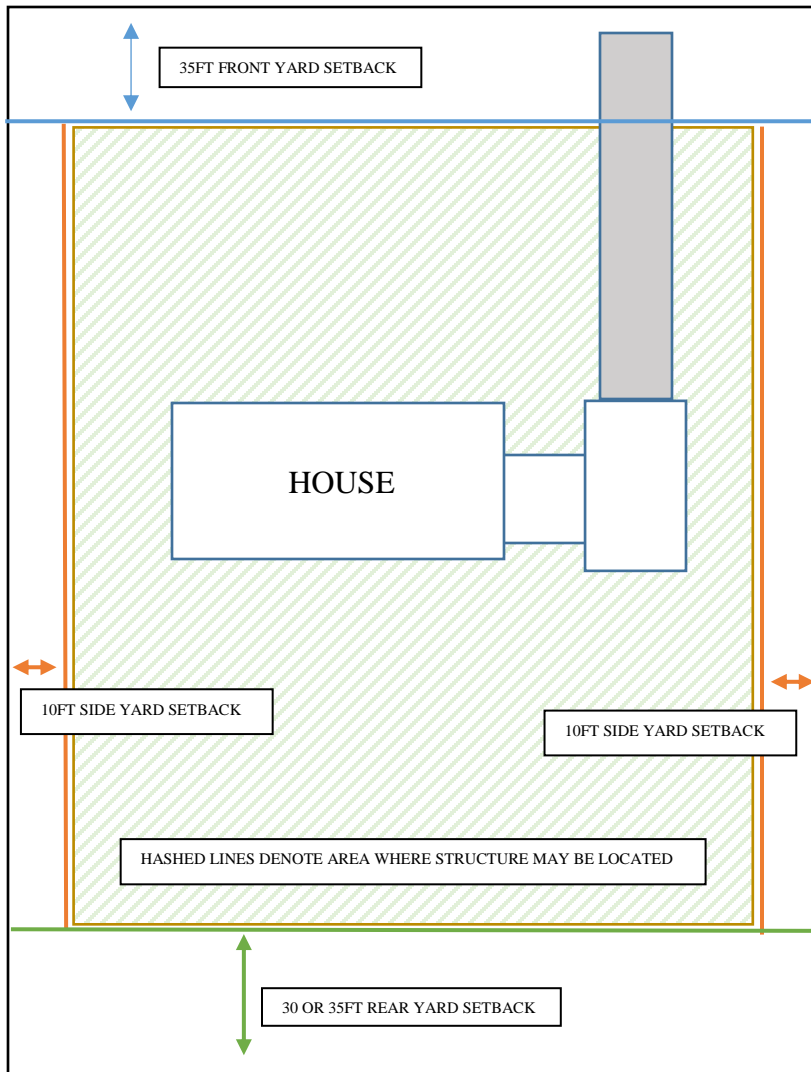 35FT FRONT YARD SETBACK
HOUSE
10FT SIDE YARD SETBACK
10FT SIDE YARD SETBACK
HASHED LINES DENOTE AREA WHERE STRUCTURE MAY BE LOCATED
30 OR 35FT REAR YARD SETBACK